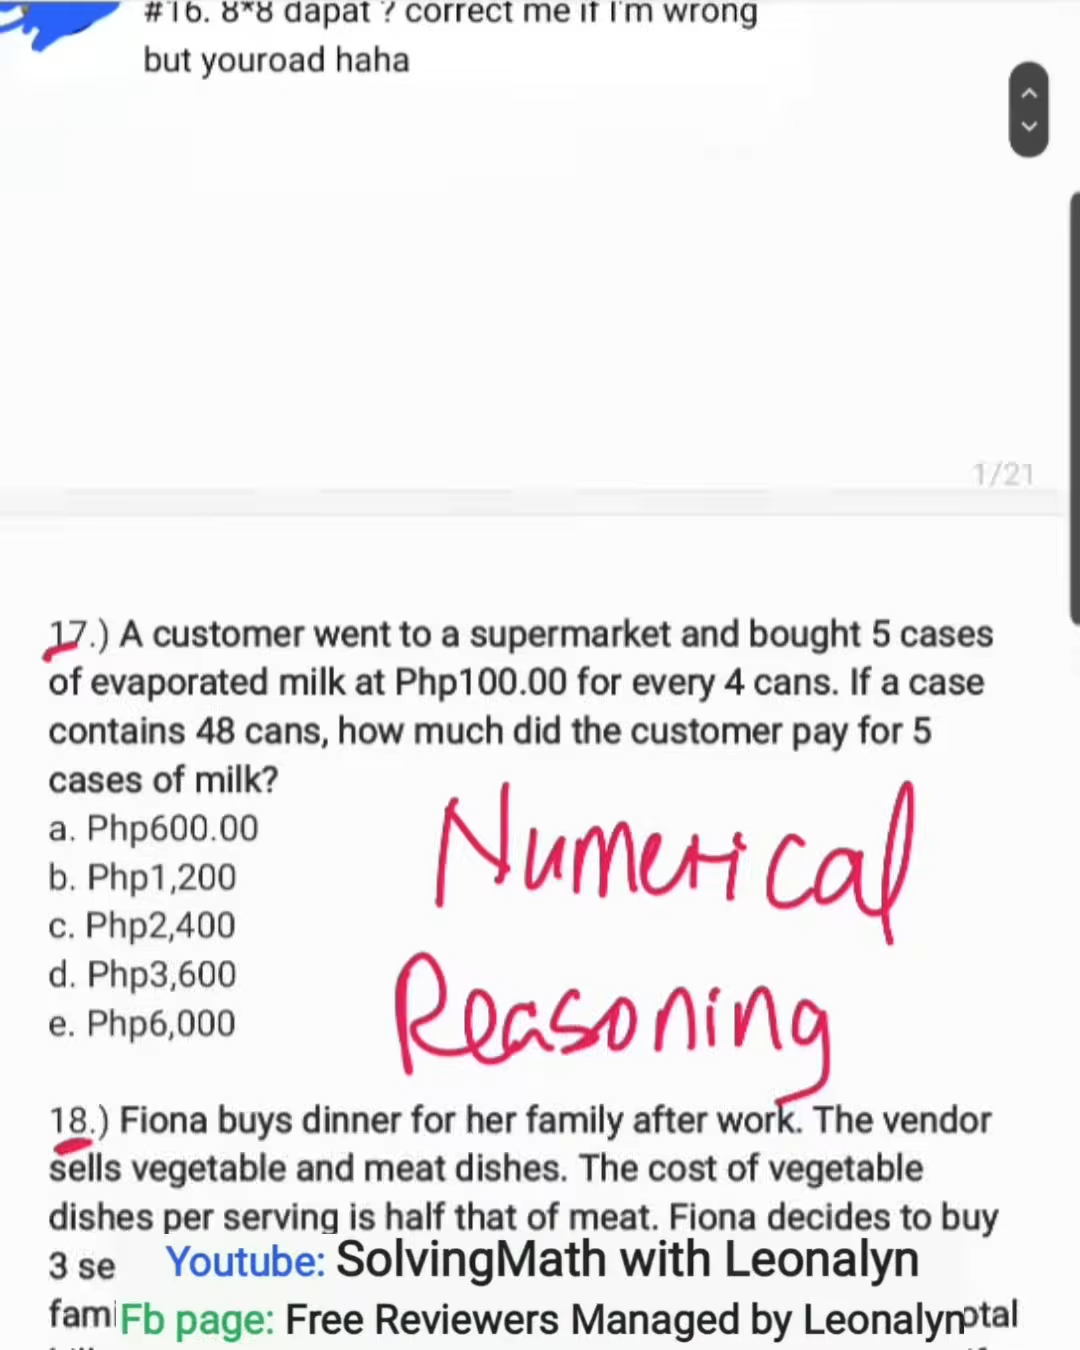 #16. 8*8 dapat ? correct me if I'm wrong
but youroad haha
1/21
17.) A customer went to a supermarket and bought 5 cases
of evaporated milk at Php100.00 for every 4 cans. If a case
contains 48 cans, how much did the customer pay for 5
cases of milk?
a. Php600.00
b. Php1,200
c. Php2,400
d. Php3,600
e. Php6,000
Numerical
Reasoning
18.) Fiona buys dinner for her family after work. The vendor
sells vegetable and meat dishes. The cost of vegetable
dishes per serving is half that of meat. Fiona decides to buy
3 se
Youtube: SolvingMath with Leonalyn
fami
Fb page: Free Reviewers Managed by Leonalyn
otal